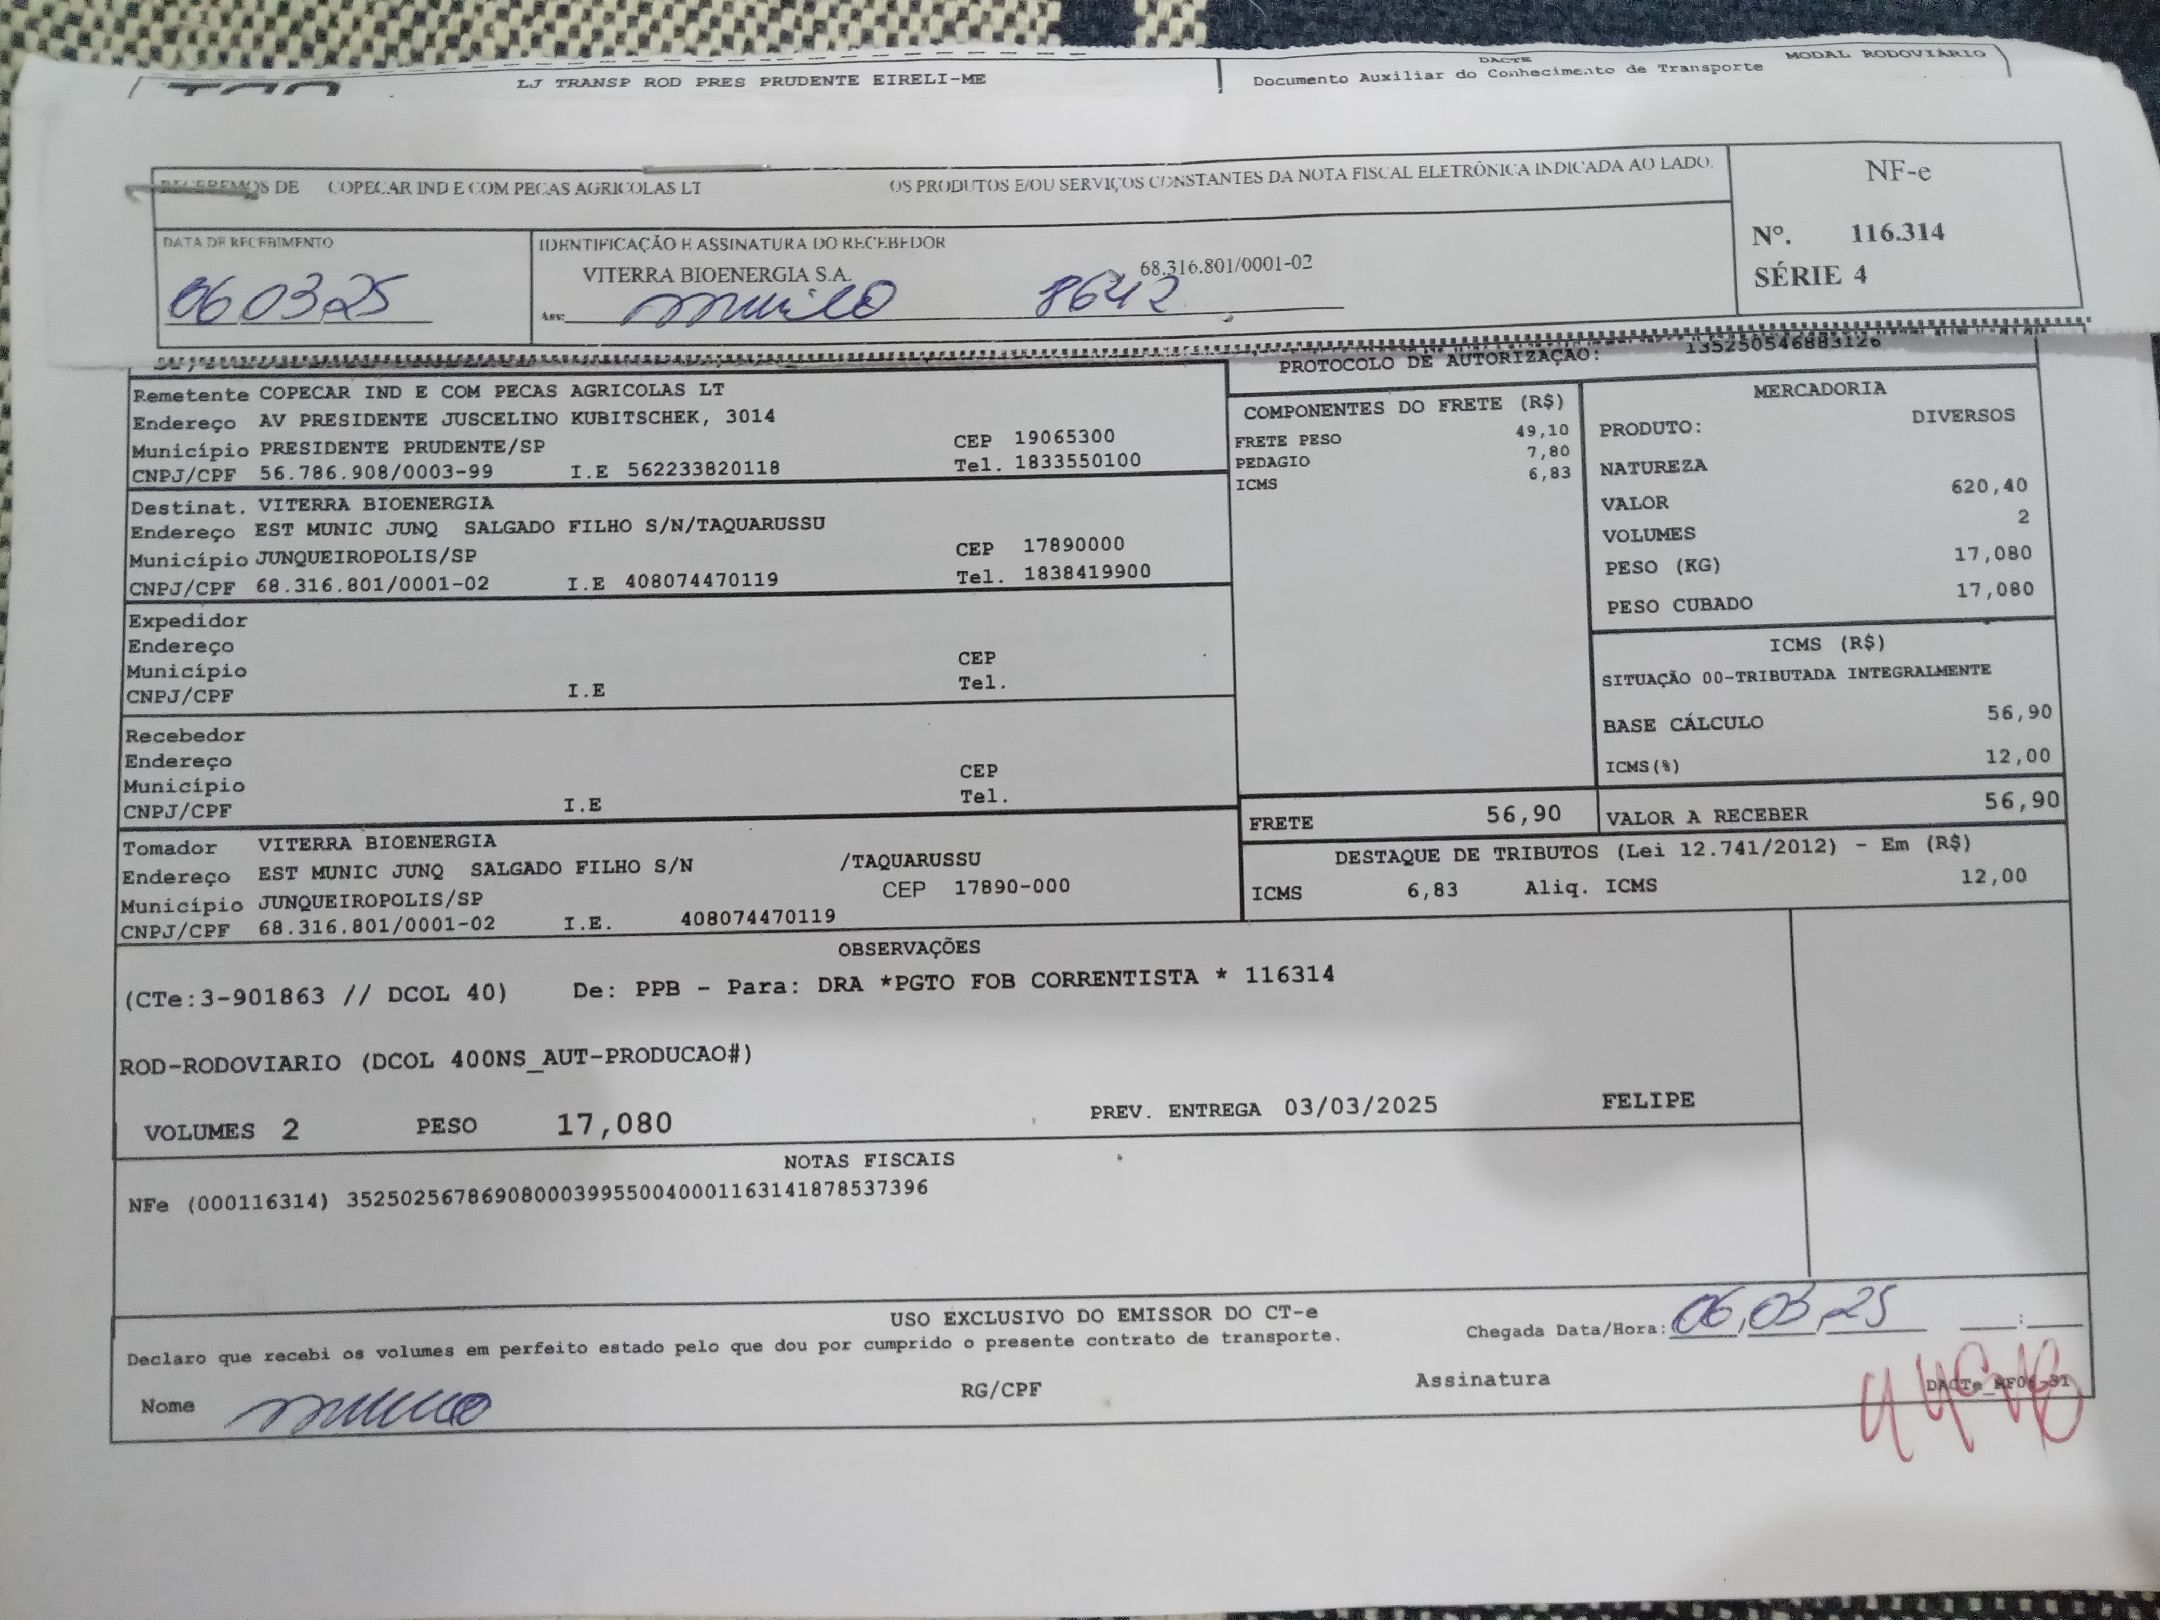 LJ TRANSP ROD PRES PRUDENTE EIRELI-ME
DACTE
MODAL RODOVIÁRIO
Documento Auxiliar do Conhecimento de Transporte
RECEBEMOS DE COPECAR IND E COM PECAS AGRICOLAS LT OS PRODUTOS E/OU SERVIÇOS CONSTANTES DA NOTA FISCAL ELETRÔNICA INDICADA AO LADO.
NF-e
Nº. 116.314
SÉRIE 4
DATA DE RECEBIMENTO
06 03 25
IDENTIFICAÇÃO E ASSINATURA DO RECEBEDOR
VITERRA BIOENERGIA S.A. 68.316.801/0001-02
Ass: Murilo 8642
PROTOCOLO DE AUTORIZAÇÃO: 135250546883126
Remetente COPECAR IND E COM PECAS AGRICOLAS LT
Endereço AV PRESIDENTE JUSCELINO KUBITSCHEK, 3014
Município PRESIDENTE PRUDENTE/SP CEP 19065300
CNPJ/CPF 56.786.908/0003-99 I.E 562233820118 Tel. 1833550100
Destinat. VITERRA BIOENERGIA
Endereço EST MUNIC JUNQ SALGADO FILHO S/N/TAQUARUSSU
Município JUNQUEIROPOLIS/SP CEP 17890000
CNPJ/CPF 68.316.801/0001-02 I.E 408074470119 Tel. 1838419900
Expedidor
Endereço
Município CEP
CNPJ/CPF I.E Tel.
Recebedor
Endereço
Município CEP
CNPJ/CPF I.E Tel.
Tomador VITERRA BIOENERGIA
Endereço EST MUNIC JUNQ SALGADO FILHO S/N /TAQUARUSSU
Município JUNQUEIROPOLIS/SP CEP 17890-000
CNPJ/CPF 68.316.801/0001-02 I.E. 408074470119
COMPONENTES DO FRETE (R$)
FRETE PESO 49,10
PEDAGIO 7,80
ICMS 6,83
MERCADORIA
PRODUTO: DIVERSOS
NATUREZA
VALOR 620,40
VOLUMES 2
PESO (KG) 17,080
PESO CUBADO 17,080
ICMS (R$)
SITUAÇÃO 00-TRIBUTADA INTEGRALMENTE
BASE CÁLCULO 56,90
ICMS(%) 12,00
FRETE 56,90
VALOR A RECEBER 56,90
DESTAQUE DE TRIBUTOS (Lei 12.741/2012) - Em (R$)
ICMS 6,83 Aliq. ICMS 12,00
OBSERVAÇÕES
(CTe:3-901863 // DCOL 40) De: PPB - Para: DRA *PGTO FOB CORRENTISTA * 116314
ROD-RODOVIARIO (DCOL 400NS_AUT-PRODUCAO#)
VOLUMES 2 PESO 17,080 PREV. ENTREGA 03/03/2025 FELIPE
NOTAS FISCAIS
NFe (000116314) 35250256786908000399550040001163141878537396
USO EXCLUSIVO DO EMISSOR DO CT-e
Declaro que recebi os volumes em perfeito estado pelo que dou por cumprido o presente contrato de transporte.
Chegada Data/Hora: 06,03,25 :
Nome Murilo RG/CPF Assinatura